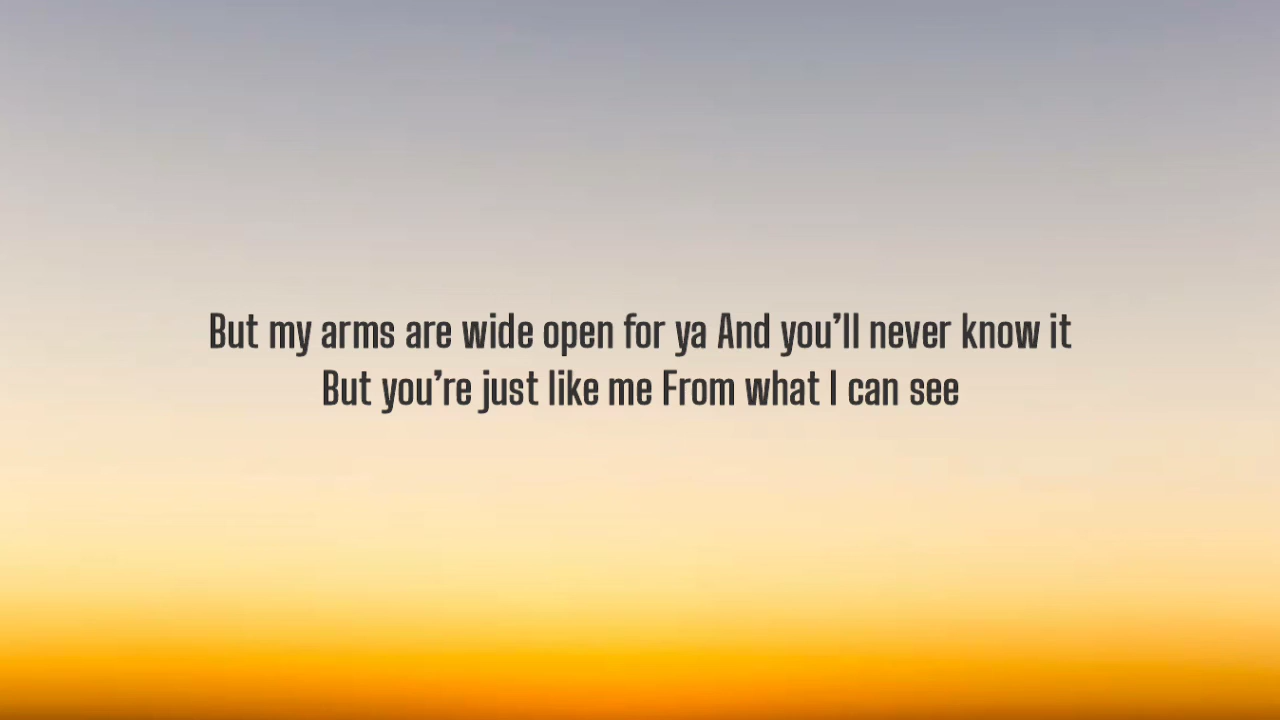 But my arms are wide open for ya And you’ll never know it
But you’re just like me From what I can see